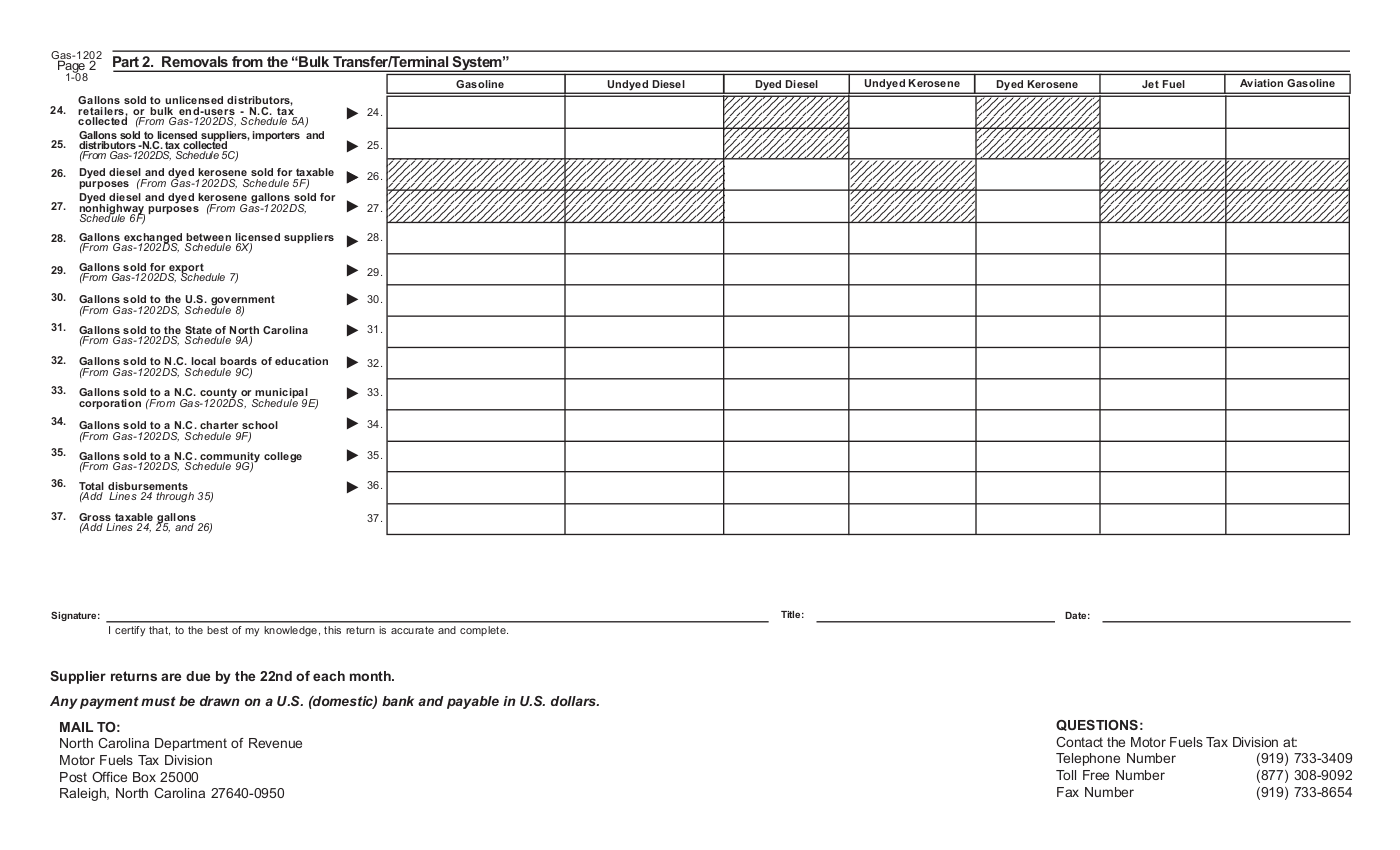 Gas-1202
Page 2
1-08
Part 2. Removals from the “Bulk Transfer/Terminal System”
Gasoline Undyed Diesel Dyed Diesel Undyed Kerosene Dyed Kerosene Jet Fuel Aviation Gasoline
24. Gallons sold to unlicensed distributors,
retailers, or bulk end-users - N.C. tax
collected (From Gas-1202DS, Schedule 5A)
24.
25. Gallons sold to licensed suppliers, importers and
distributors -N.C. tax collected
(From Gas-1202DS, Schedule 5C)
25.
26. Dyed diesel and dyed kerosene sold for taxable
purposes (From Gas-1202DS, Schedule 5F)
26.
27. Dyed diesel and dyed kerosene gallons sold for
nonhighway purposes (From Gas-1202DS,
Schedule 6F)
27.
28. Gallons exchanged between licensed suppliers
(From Gas-1202DS, Schedule 6X)
28.
29. Gallons sold for export
(From Gas-1202DS, Schedule 7)
29.
30. Gallons sold to the U.S. government
(From Gas-1202DS, Schedule 8)
30.
31. Gallons sold to the State of North Carolina
(From Gas-1202DS, Schedule 9A)
31.
32. Gallons sold to N.C. local boards of education
(From Gas-1202DS, Schedule 9C)
32.
33. Gallons sold to a N.C. county or municipal
corporation (From Gas-1202DS, Schedule 9E)
33.
34. Gallons sold to a N.C. charter school
(From Gas-1202DS, Schedule 9F)
34.
35. Gallons sold to a N.C. community college
(From Gas-1202DS, Schedule 9G)
35.
36. Total disbursements
(Add Lines 24 through 35)
36.
37. Gross taxable gallons
(Add Lines 24, 25, and 26)
37.
Signature: Title: Date:
I certify that, to the best of my knowledge, this return is accurate and complete.
Supplier returns are due by the 22nd of each month.
Any payment must be drawn on a U.S. (domestic) bank and payable in U.S. dollars.
MAIL TO:
North Carolina Department of Revenue
Motor Fuels Tax Division
Post Office Box 25000
Raleigh, North Carolina 27640-0950
QUESTIONS:
Contact the Motor Fuels Tax Division at:
Telephone Number (919) 733-3409
Toll Free Number (877) 308-9092
Fax Number (919) 733-8654